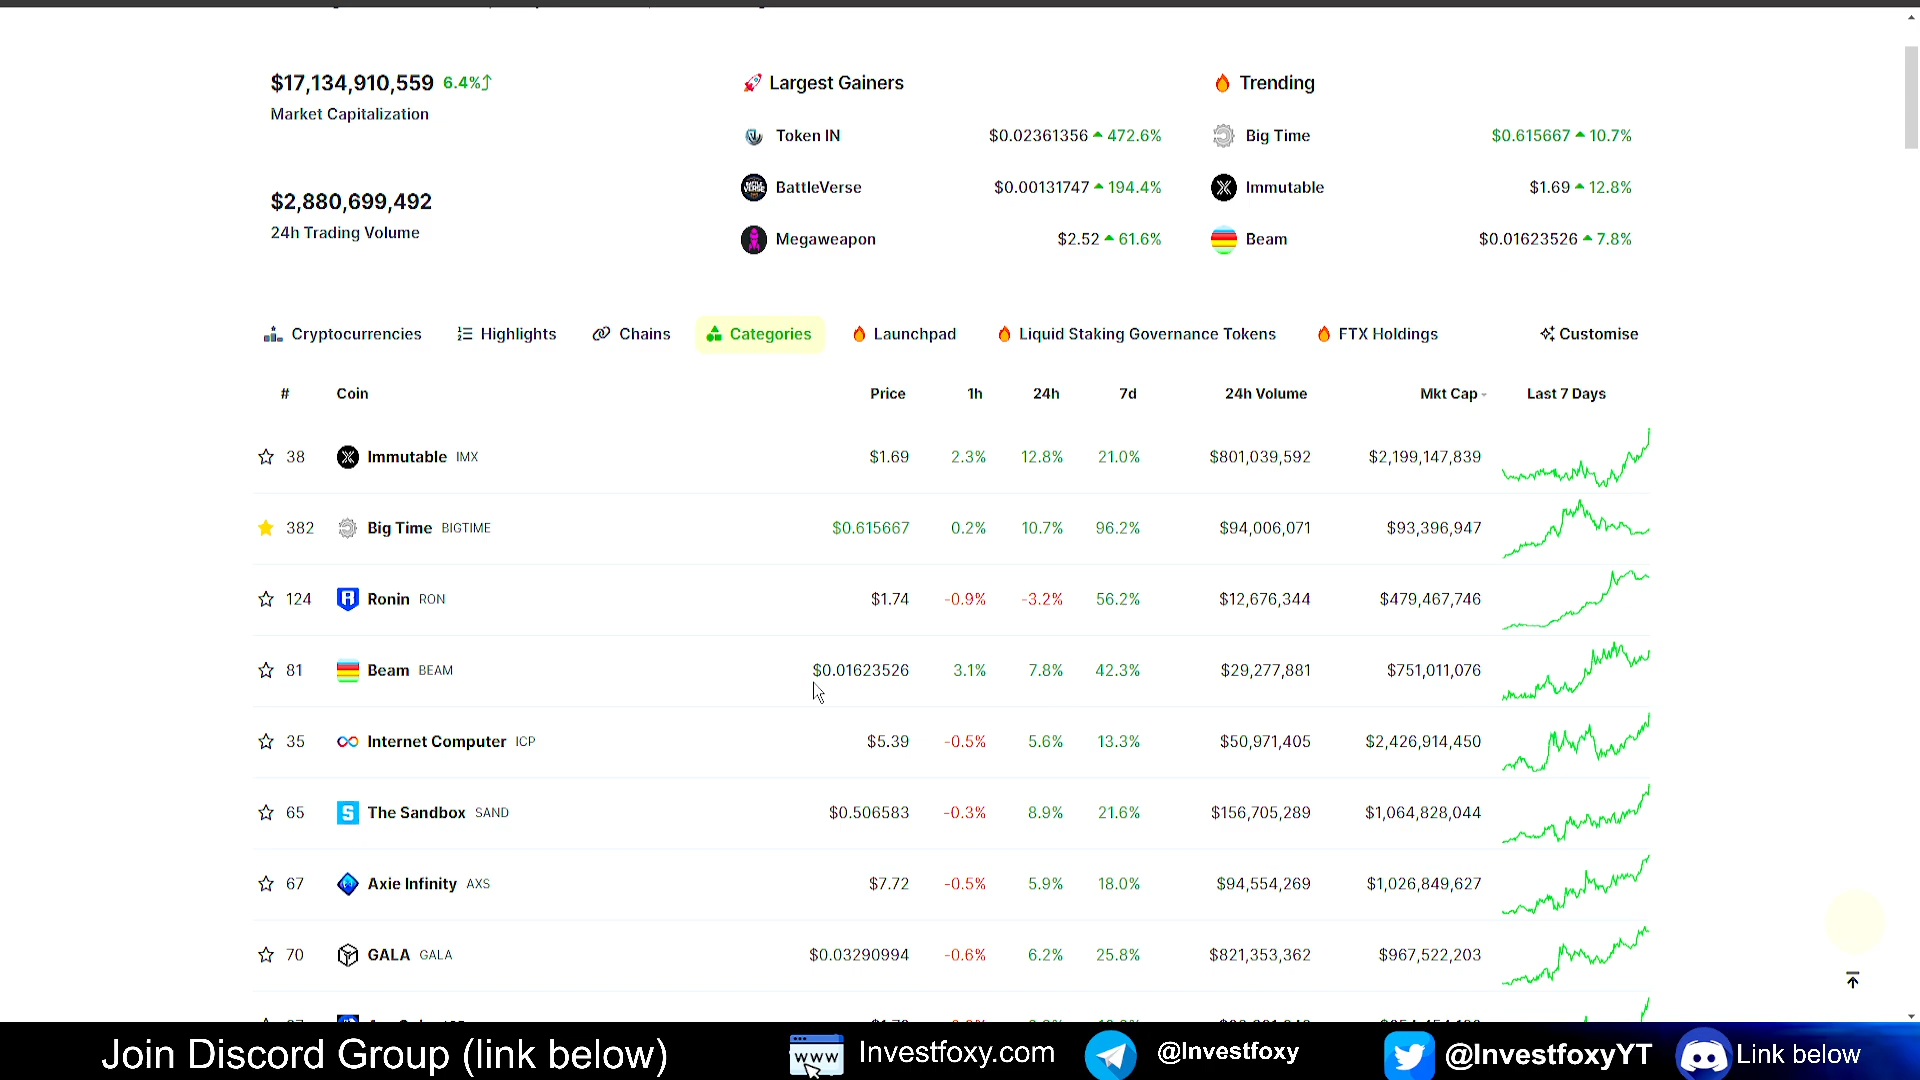 $17,134,910,559 6.4%
Market Capitalization
$2,880,699,492
24h Trading Volume
Largest Gainers
Token IN $0.02361356 472.6%
BattleVerse $0.00131747 194.4%
Megaweapon $2.52 61.6%
Trending
Big Time $0.615667 10.7%
Immutable $1.69 12.8%
Beam $0.01623526 7.8%
Cryptocurrencies Highlights Chains Categories Launchpad Liquid Staking Governance Tokens FTX Holdings Customise
# Coin Price 1h 24h 7d 24h Volume Mkt Cap Last 7 Days
38 Immutable IMX $1.69 2.3% 12.8% 21.0% $801,039,592 $2,199,147,839
382 Big Time BIGTIME $0.615667 0.2% 10.7% 96.2% $94,006,071 $93,396,947
124 Ronin RON $1.74 -0.9% -3.2% 56.2% $12,676,344 $479,467,746
81 Beam BEAM $0.01623526 3.1% 7.8% 42.3% $29,277,881 $751,011,076
35 Internet Computer ICP $5.39 -0.5% 5.6% 13.3% $50,971,405 $2,426,914,450
65 The Sandbox SAND $0.506583 -0.3% 8.9% 21.6% $156,705,289 $1,064,828,044
67 Axie Infinity AXS $7.72 -0.5% 5.9% 18.0% $94,554,269 $1,026,849,627
70 GALA GALA $0.03290994 -0.6% 6.2% 25.8% $821,353,362 $967,522,203
Join Discord Group (link below) www Investfoxy.com @Investfoxy @InvestfoxyYT Link below